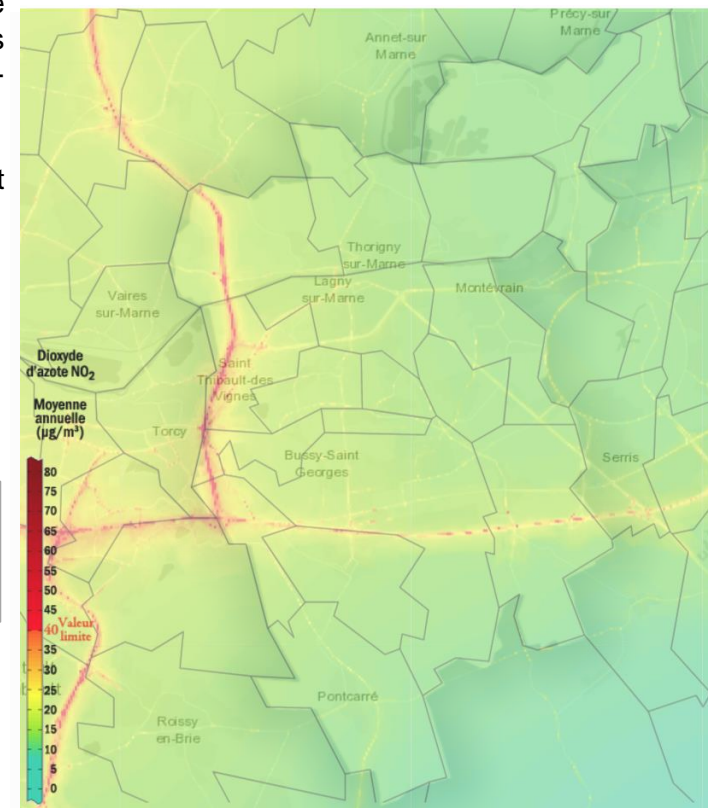 Précy-sur
Marne
Annet-sur
Marne
Thorigny
sur-Marne
Lagny
sur-Marne
Montévrain
Vaires
sur-Marne
Dioxyde
d'azote NO₂
Saint
Thibault-des
Vignes
Moyenne
annuelle
(µg/m³)
Torcy
Bussy-Saint
Georges
Serris
80
75
70
65
60
55
50
45
40 Valeur
limite
35
30
25
20
15
10
5
0
Pontcarré
Roissy
en-Brie